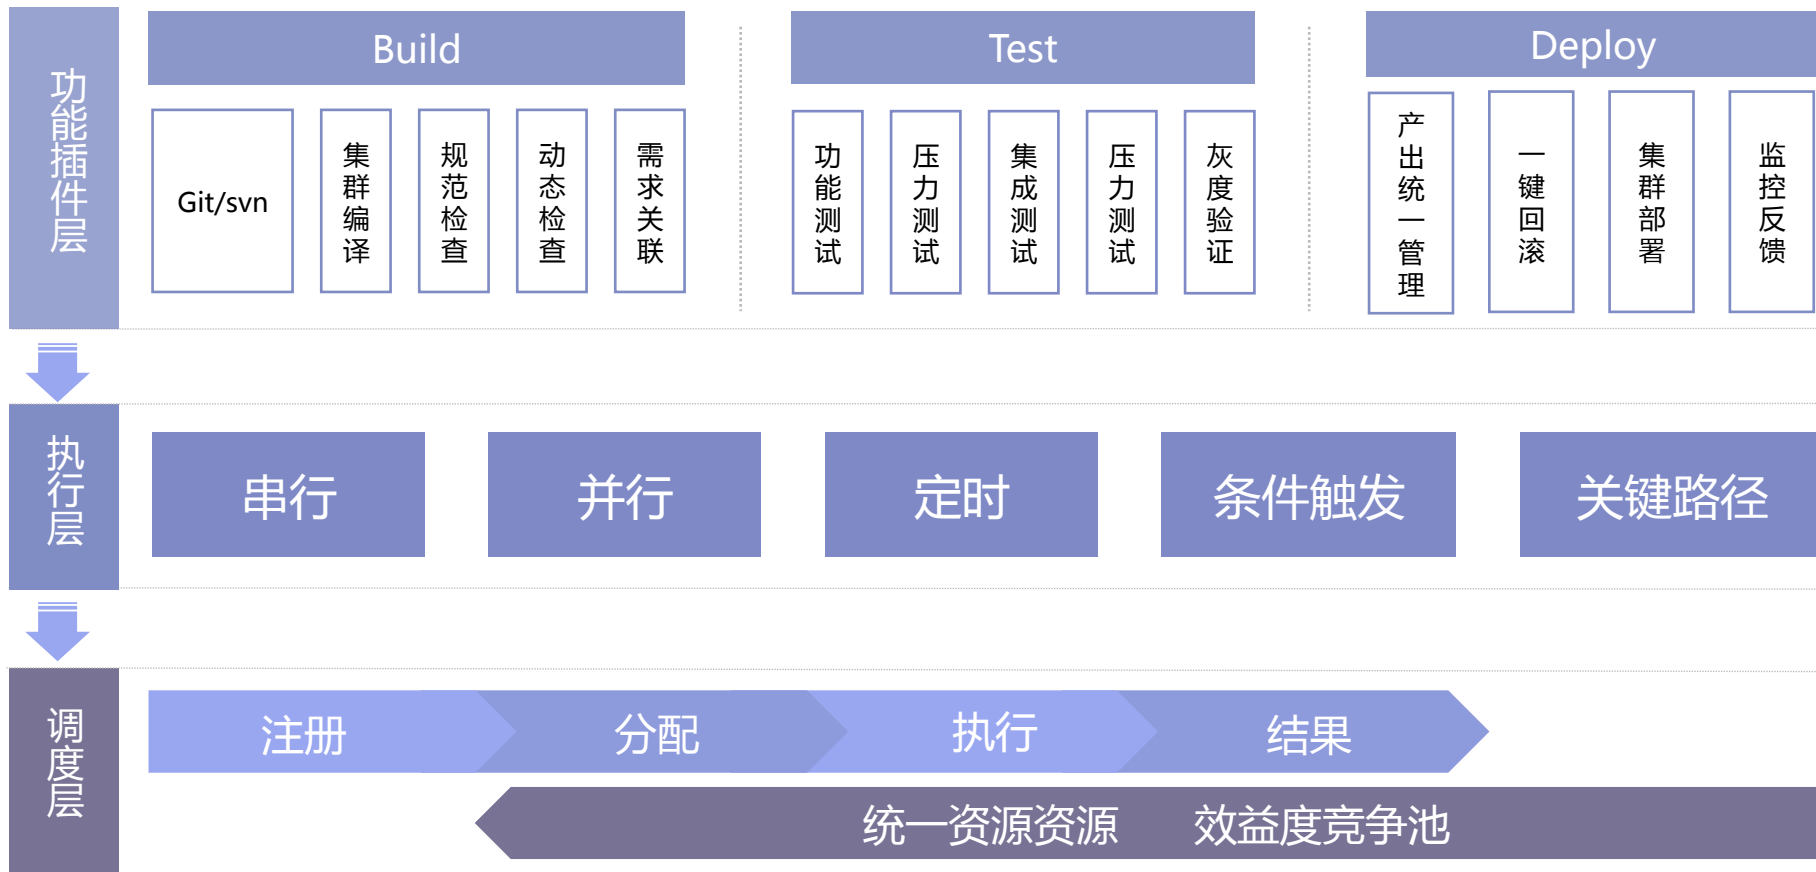 功能插件层
Build
Git/svn
集群编译
规范检查
动态检查
需求关联
Test
功能测试
压力测试
集成测试
压力测试
灰度验证
Deploy
产出统一管理
一键回滚
集群部署
监控反馈
执行层
串行
并行
定时
条件触发
关键路径
调度层
注册
分配
执行
结果
统一资源资源 效益度竞争池